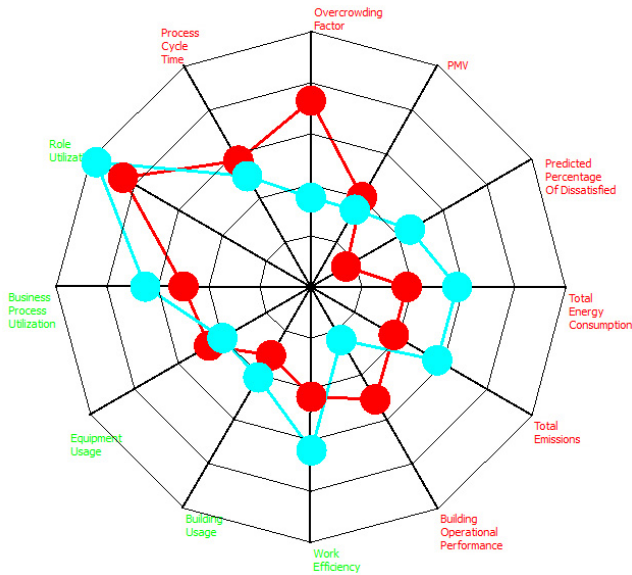 Overcrowding
Factor
PMV
Predicted
Percentage
Of Dissatisfied
Total
Energy
Consumption
Total
Emissions
Building
Operational
Performance
Work
Efficiency
Building
Usage
Equipment
Usage
Business
Process
Utilization
Role
Process
Cycle
Time